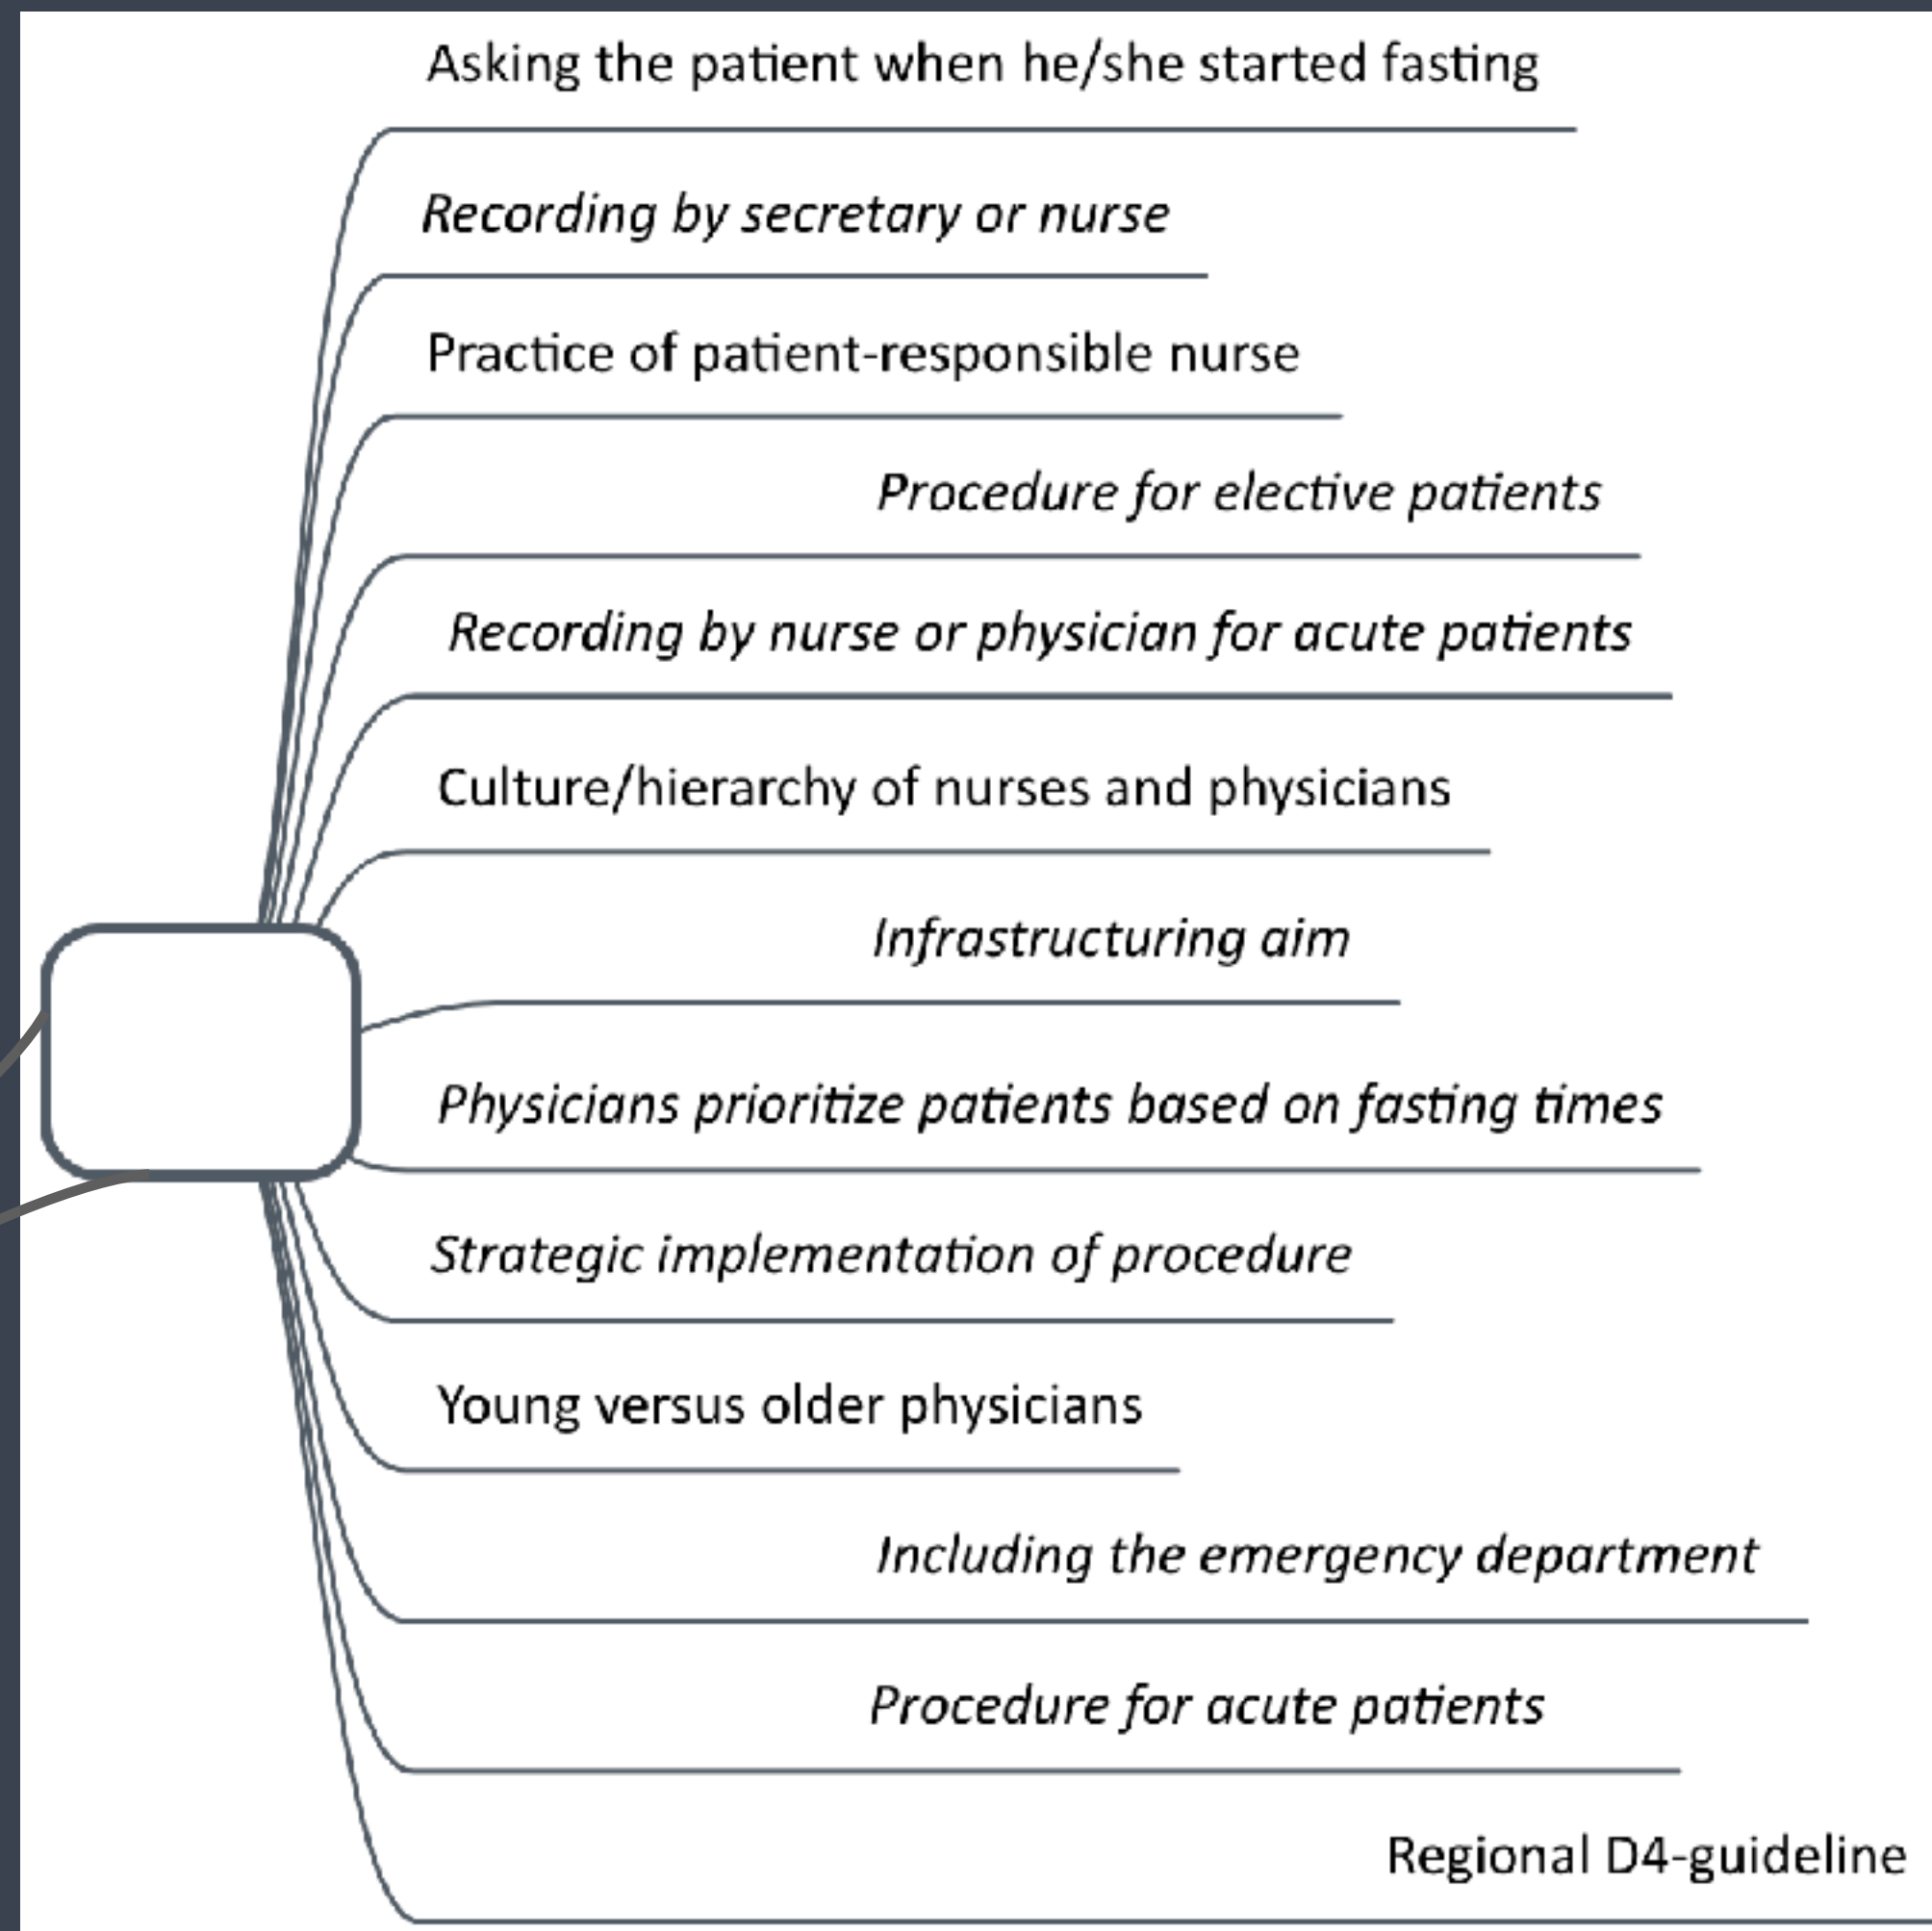 Asking the patient when he/she started fasting
Recording by secretary or nurse
Practice of patient-responsible nurse
Procedure for elective patients
Recording by nurse or physician for acute patients
Culture/hierarchy of nurses and physicians
Infrastructuring aim
Physicians prioritize patients based on fasting times
Strategic implementation of procedure
Young versus older physicians
Including the emergency department
Procedure for acute patients
Regional D4-guideline